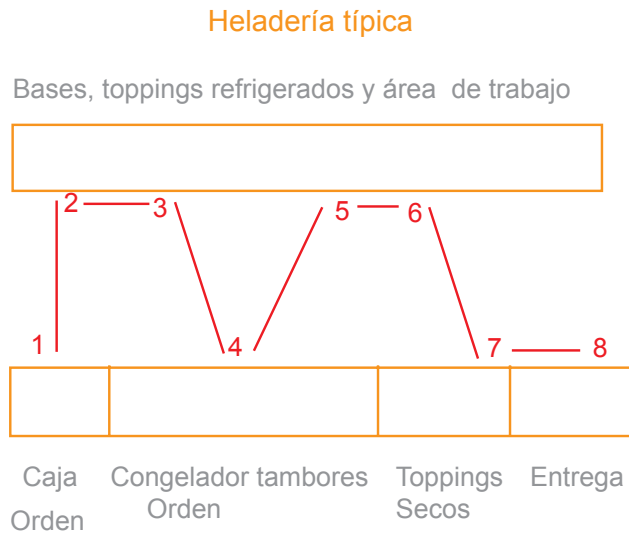 Heladería típica
Bases, toppings refrigerados y área de trabajo
2 3 5 6
1 4 7 8
Caja Congelador tambores Toppings Entrega
Orden Orden Secos